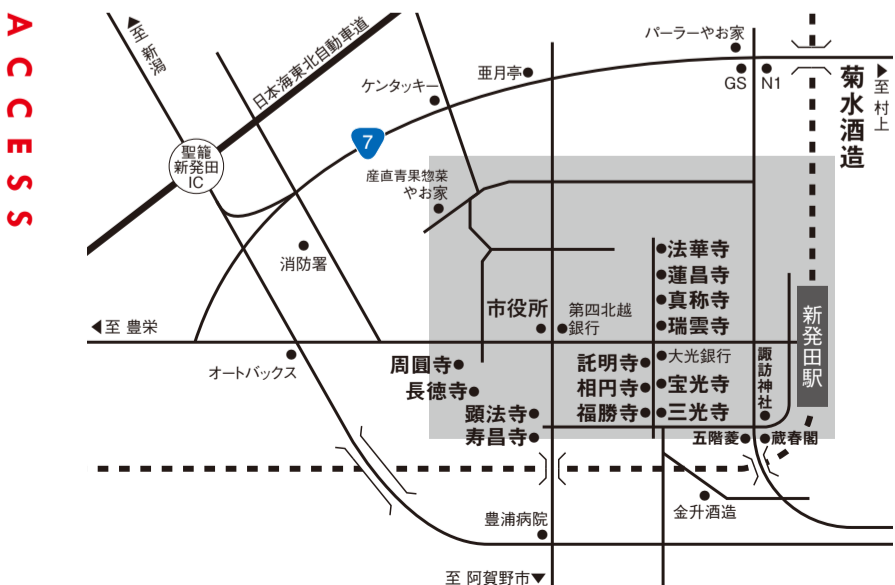 ACCESS
▲至 新潟
日本海東北自動車道
聖籠
新発田
IC
7
ケンタッキー
亜月亭
パーラーやお家
GS
N1
菊水酒造
▲至 村上
産直青果惣菜
やお家
消防署
法華寺
蓮昌寺
真称寺
瑞雲寺
市役所
第四北越
銀行
新発田駅
◀至 豊栄
オートバックス
周圓寺
長徳寺
顕法寺
寿昌寺
託明寺
相円寺
福勝寺
大光銀行
宝光寺
三光寺
諏訪神社
五階菱
蔵春閣
金升酒造
豊浦病院
至 阿賀野市▼